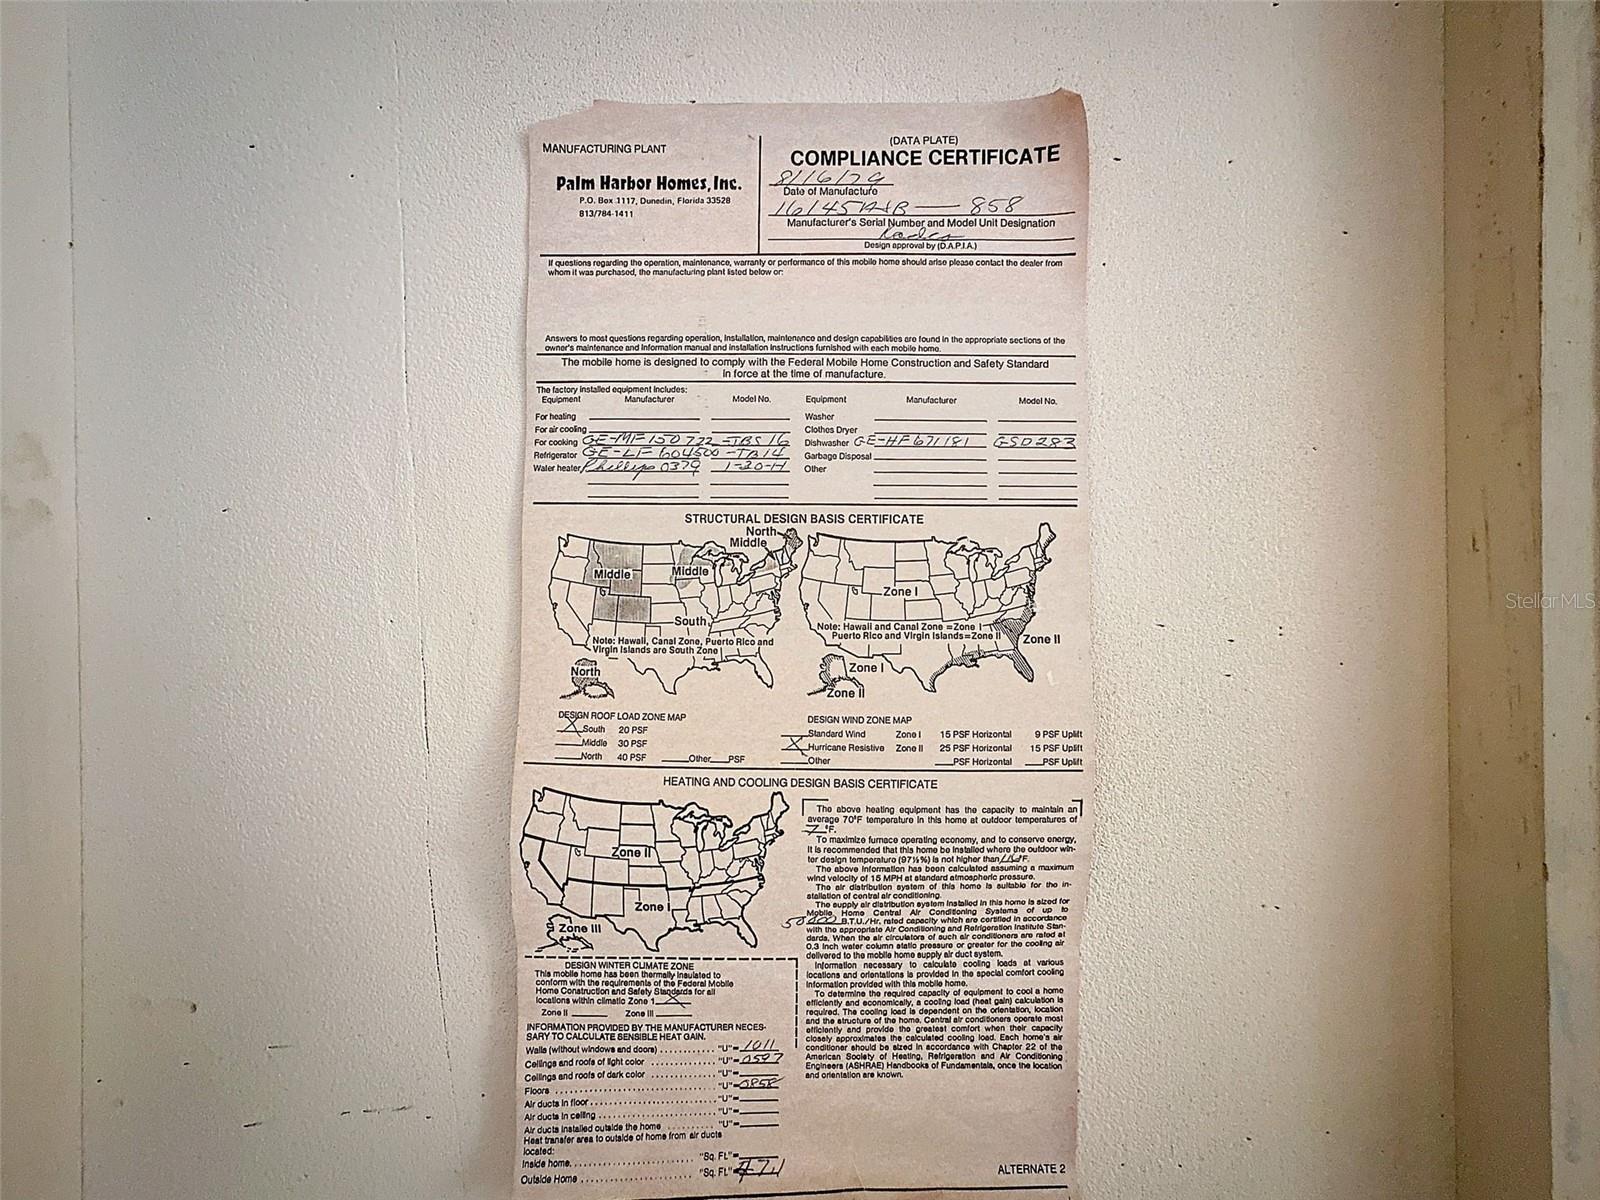 MANUFACTURING PLANT
Palm Harbor Homes, Inc.
P.O. Box 1117, Dunedin, Florida 33528
813/784-1411
(DATA PLATE)
COMPLIANCE CERTIFICATE
8/16/79
Date of Manufacture
16145A&B — 858
Manufacturer's Serial Number and Model Unit Designation
Radco
Design approval by (D.A.P.I.A.)
If questions regarding the operation, maintenance, warranty or performance of this mobile home should arise please contact the dealer from
whom it was purchased, the manufacturing plant listed below or:
Answers to most questions regarding operation, installation, maintenance and design capabilities are found in the appropriate sections of the
owner's maintenance and information manual and installation instructions furnished with each mobile home.
The mobile home is designed to comply with the Federal Mobile Home Construction and Safety Standard
in force at the time of manufacture.
The factory installed equipment includes:
Equipment Manufacturer Model No. Equipment Manufacturer Model No.
For heating Washer
For air cooling Clothes Dryer
For cooking GE-MF150722 -TBS16 Dishwasher GE-HF671181 GSD283
Refrigerator GE-LF604500 -TB14 Garbage Disposal
Water heater Phillips 0379 1-30-H Other
STRUCTURAL DESIGN BASIS CERTIFICATE
North
Middle
Middle
Middle
South
Note: Hawaii, Canal Zone, Puerto Rico and
Virgin Islands are South Zone
North
Zone I
Note: Hawaii and Canal Zone = Zone I
Puerto Rico and Virgin Islands=Zone II
Zone II
Zone I
Zone II
DESIGN ROOF LOAD ZONE MAP
X South 20 PSF
Middle 30 PSF
North 40 PSF Other PSF
DESIGN WIND ZONE MAP
Standard Wind Zone I 15 PSF Horizontal 9 PSF Uplift
X Hurricane Resistive Zone II 25 PSF Horizontal 15 PSF Uplift
Other PSF Horizontal PSF Uplift
HEATING AND COOLING DESIGN BASIS CERTIFICATE
Zone II
Zone I
Zone III
DESIGN WINTER CLIMATE ZONE
This mobile home has been thermally insulated to
conform with the requirements of the Federal Mobile
Home Construction and Safety Standards for all
locations within climatic Zone 1 X
Zone II Zone III
INFORMATION PROVIDED BY THE MANUFACTURER NECES-
SARY TO CALCULATE SENSIBLE HEAT GAIN.
Walls (without windows and doors) "U"= 1011
Ceilings and roofs of light color "U"= 0597
Ceilings and roofs of dark color "U"=
Floors "U"= 0858
Air ducts in floor "U"=
Air ducts in ceiling "U"=
Air ducts installed outside the home "U"=
Heat transfer area to outside of home from air ducts
located:
Inside home "Sq. Ft."=
Outside Home "Sq. Ft."=
The above heating equipment has the capacity to maintain an
average 70°F temperature in this home at outdoor temperatures of
7 °F.
To maximize furnace operating economy, and to conserve energy,
it is recommended that this home be installed where the outdoor win-
ter design temperature (97½%) is not higher than °F.
The above information has been calculated assuming a maximum
wind velocity of 15 MPH at standard atmospheric pressure.
The air distribution system of this home is suitable for the in-
stallation of central air conditioning.
The supply air distribution system installed in this home is sized for
Mobile Home Central Air Conditioning Systems of up to
50000 B.T.U./Hr. rated capacity which are certified in accordance
with the appropriate Air Conditioning and Refrigeration Institute Stan-
dards. When the air circulators of such air conditioners are rated at
0.3 inch water column static pressure or greater for the cooling air
delivered to the mobile home supply air duct system.
Information necessary to calculate cooling loads at various
locations and orientations is provided in the special comfort cooling
information provided with this mobile home.
To determine the required capacity of equipment to cool a home
efficiently and economically, a cooling load (heat gain) calculation is
required. The cooling load is dependent on the orientation, location
and the structure of the home. Central air conditioners operate most
efficiently and provide the greatest comfort when their capacity
closely approximates the calculated cooling load. Each home's air
conditioner should be sized in accordance with Chapter 22 of the
American Society of Heating, Refrigeration and Air Conditioning
Engineers (ASHRAE) Handbooks of Fundamentals, once the location
and orientation are known.
ALTERNATE 2
Stellar MLS